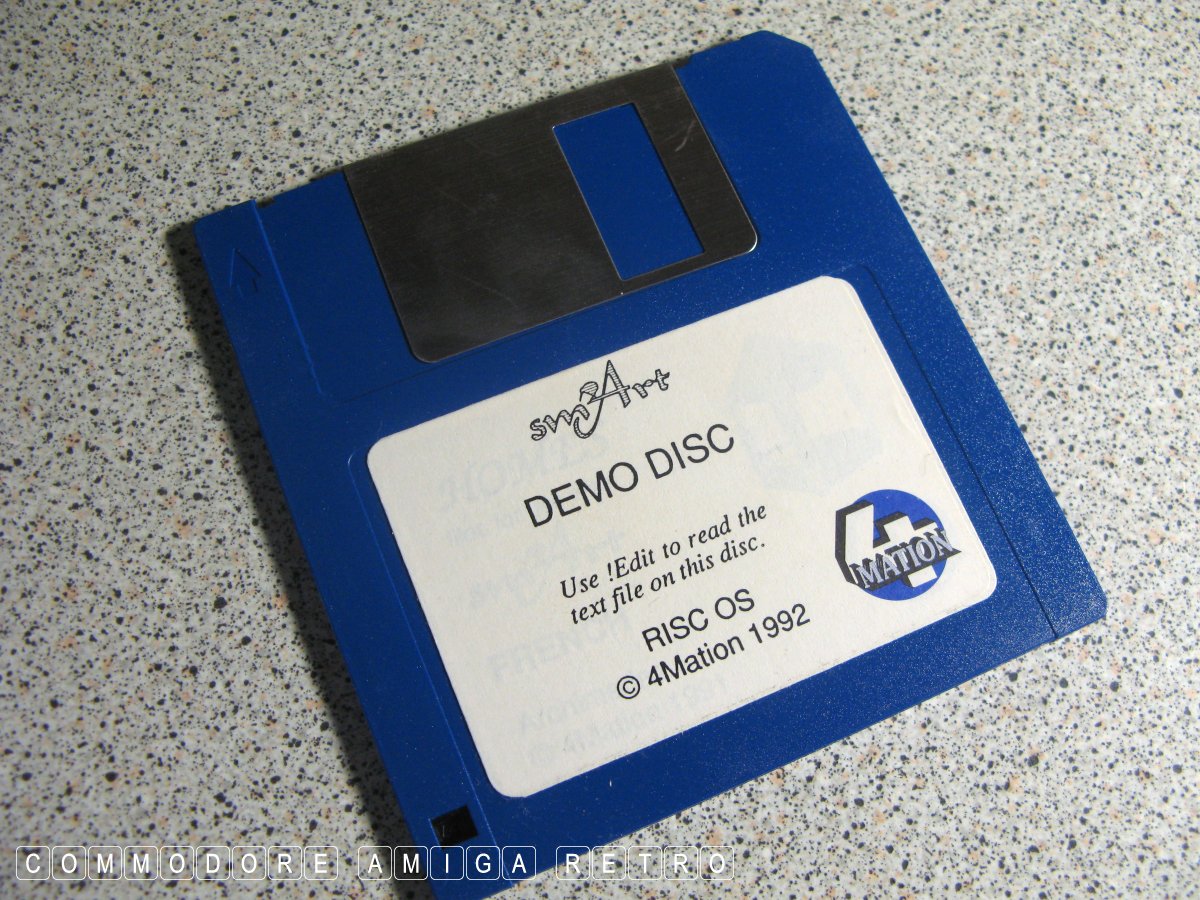 smArt
DEMO DISC
Use !Edit to read the
text file on this disc.
RISC OS
© 4Mation 1992
4
MATION
FRENCH
COMMODORE AMIGA RETRO